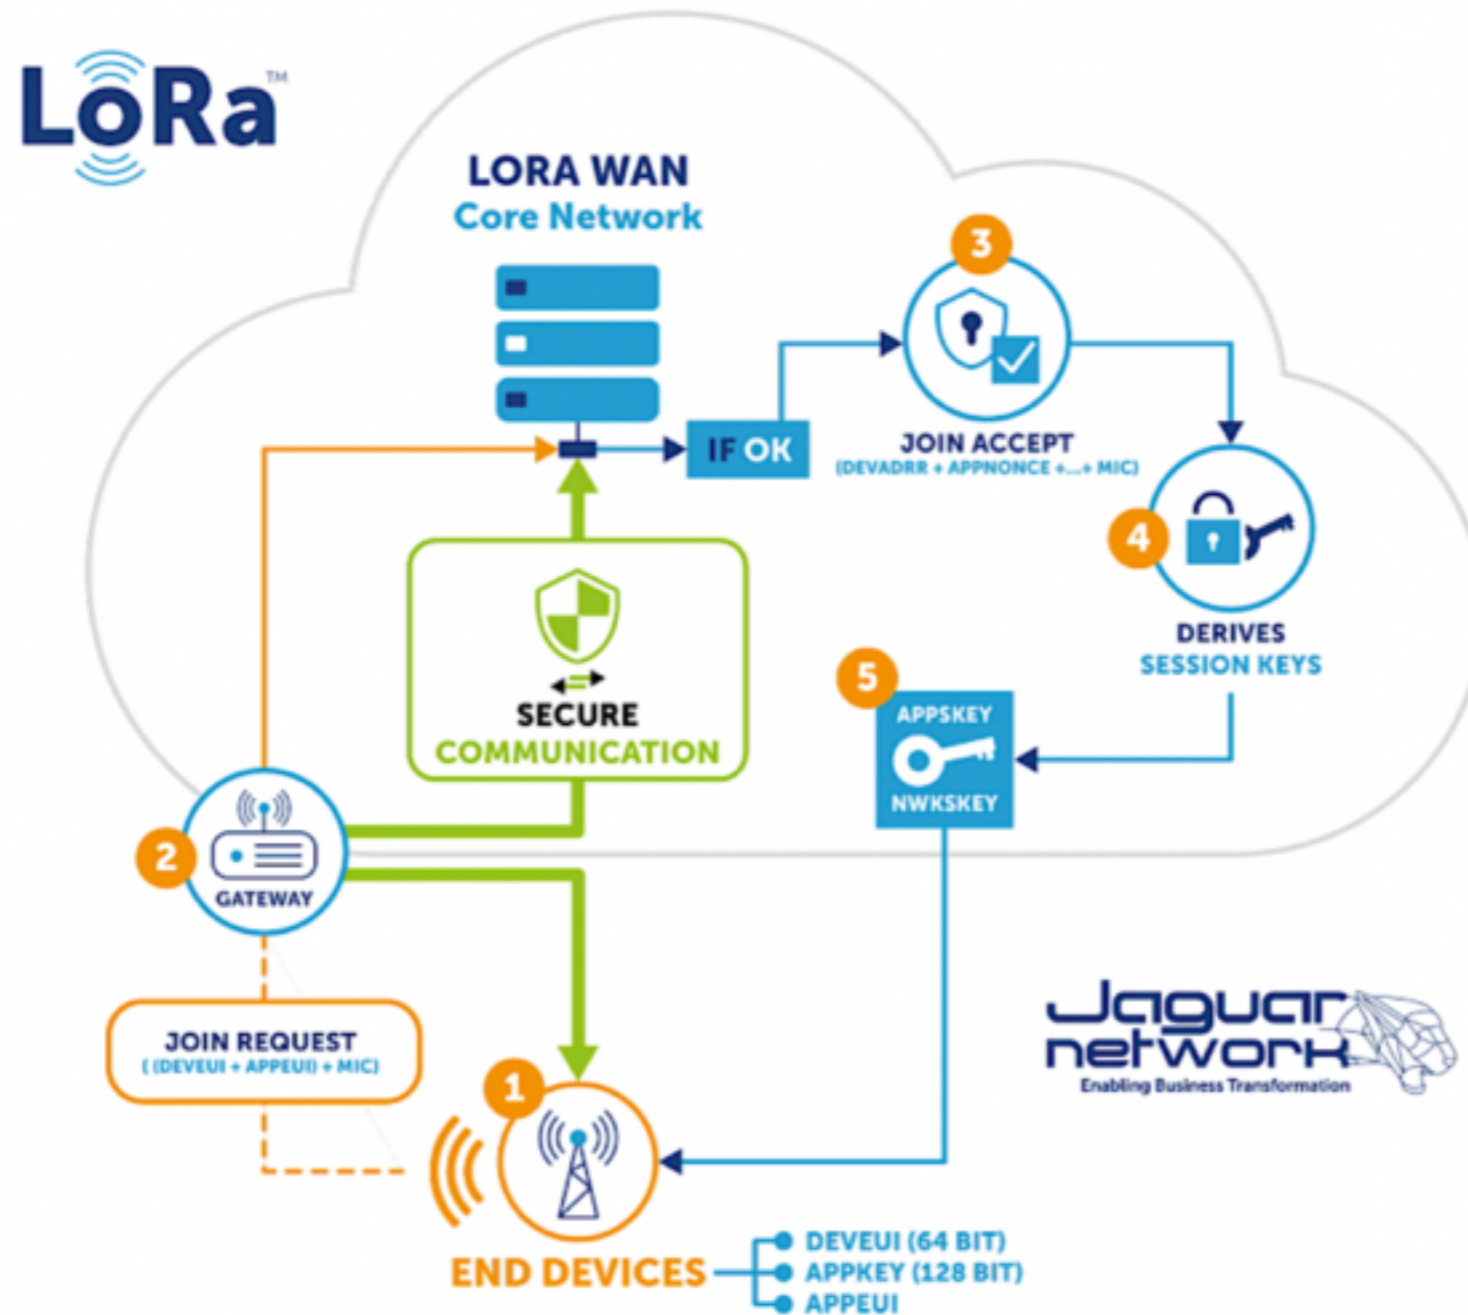 LoRa™
LORA WAN
Core Network
3
IF OK
JOIN ACCEPT
(DEVADRR + APPNONCE +...+ MIC)
4
DERIVES
SESSION KEYS
SECURE
COMMUNICATION
5
APPSKEY
NWKSKEY
2
GATEWAY
JOIN REQUEST
( (DEVEUI + APPEUI) + MIC)
Jaguar
network
Enabling Business Transformation
1
END DEVICES
DEVEUI (64 BIT)
APPKEY (128 BIT)
APPEUI